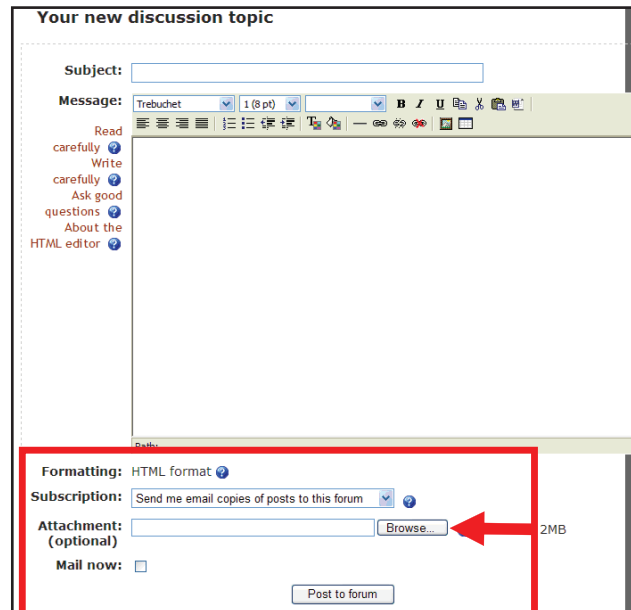 Your new discussion topic
Subject:
Message:
Trebuchet 1 (8 pt) B I U
Read
carefully
Write
carefully
Ask good
questions
About the
HTML editor
Path:
Formatting: HTML format
Subscription: Send me email copies of posts to this forum
Attachment: Browse... 2MB
(optional)
Mail now:
Post to forum